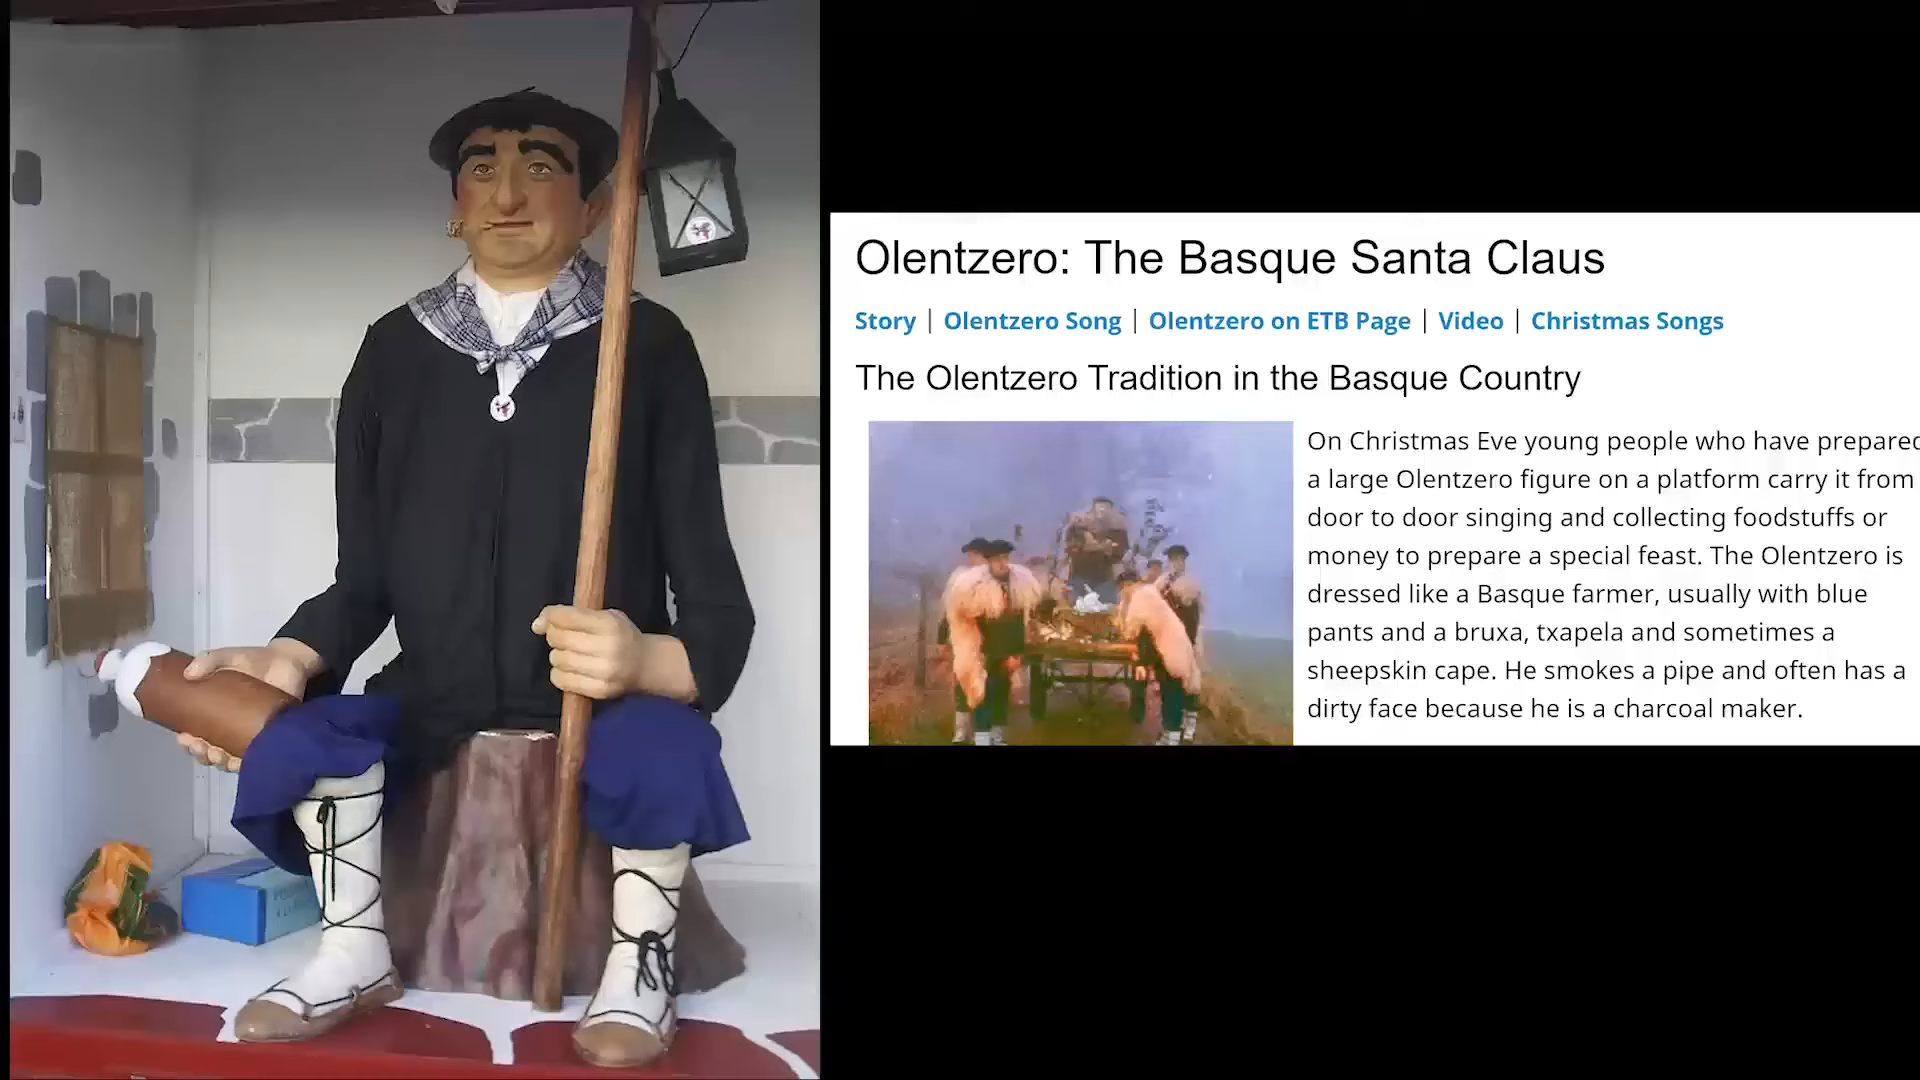 Olentzero: The Basque Santa Claus
Story | Olentzero Song | Olentzero on ETB Page | Video | Christmas Songs
The Olentzero Tradition in the Basque Country
On Christmas Eve young people who have prepared
a large Olentzero figure on a platform carry it from
door to door singing and collecting foodstuffs or
money to prepare a special feast. The Olentzero is
dressed like a Basque farmer, usually with blue
pants and a bruxa, txapela and sometimes a
sheepskin cape. He smokes a pipe and often has a
dirty face because he is a charcoal maker.